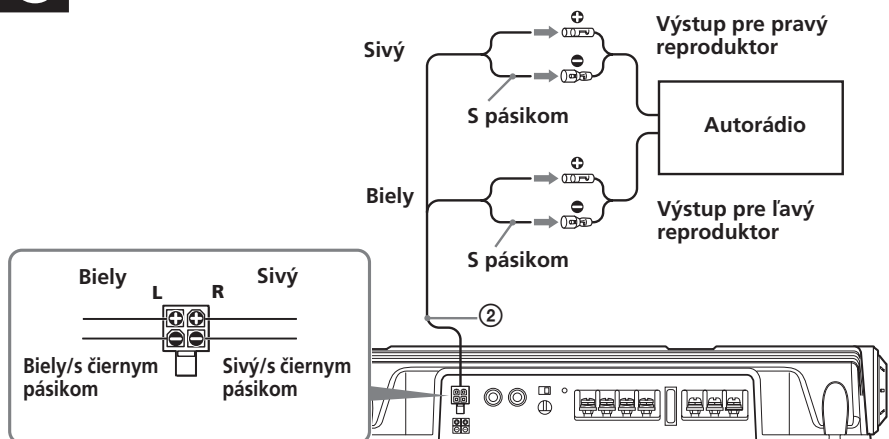 Sivý
Výstup pre pravý
reproduktor
S pásikom
Autorádio
Biely
Výstup pre ľavý
reproduktor
S pásikom
②
Biely
Sivý
L
R
Biely/s čiernym
pásikom
Sivý/s čiernym
pásikom